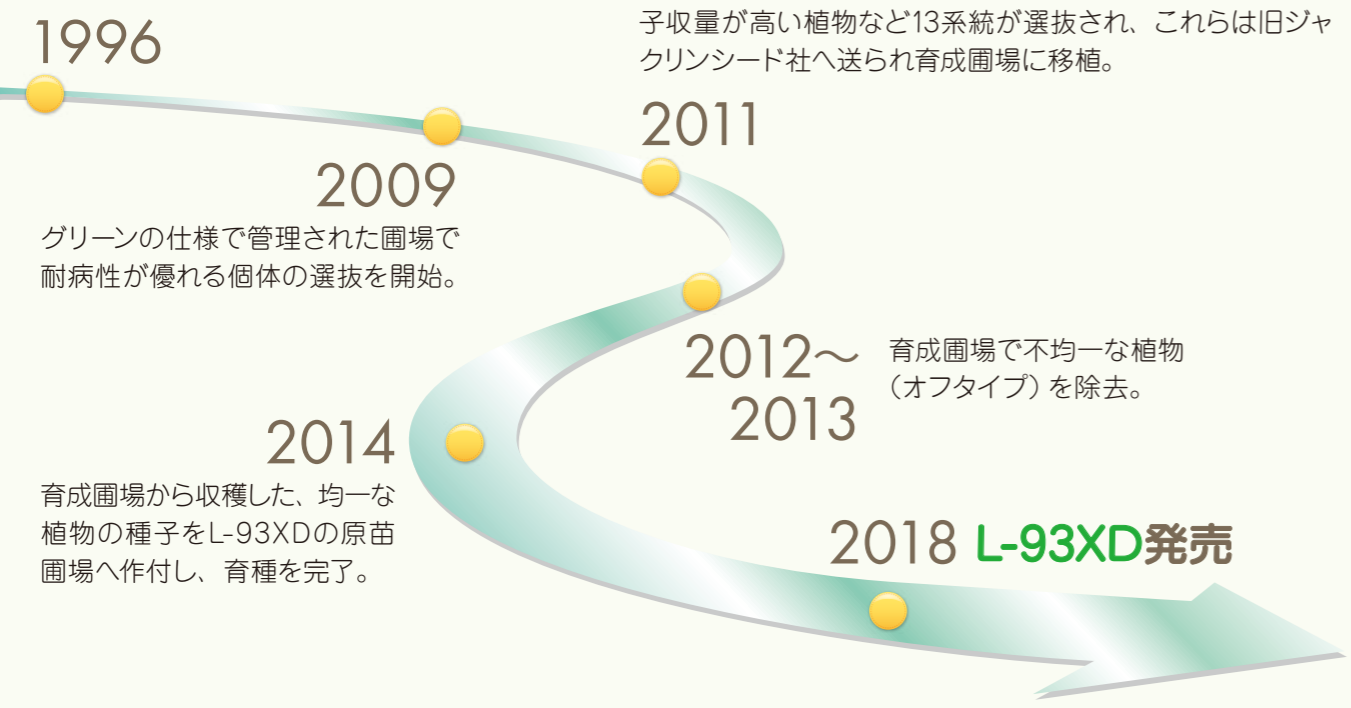 1996
2009
グリーンの仕様で管理された圃場で
耐病性が優れる個体の選抜を開始。
子収量が高い植物など13系統が選抜され、これらは旧ジャ
クリンシード社へ送られ育成圃場に移植。
2011
2012〜
2013
育成圃場で不均一な植物
（オフタイプ）を除去。
2014
育成圃場から収穫した、均一な
植物の種子をL-93XDの原苗
圃場へ作付し、育種を完了。
2018 L-93XD発売